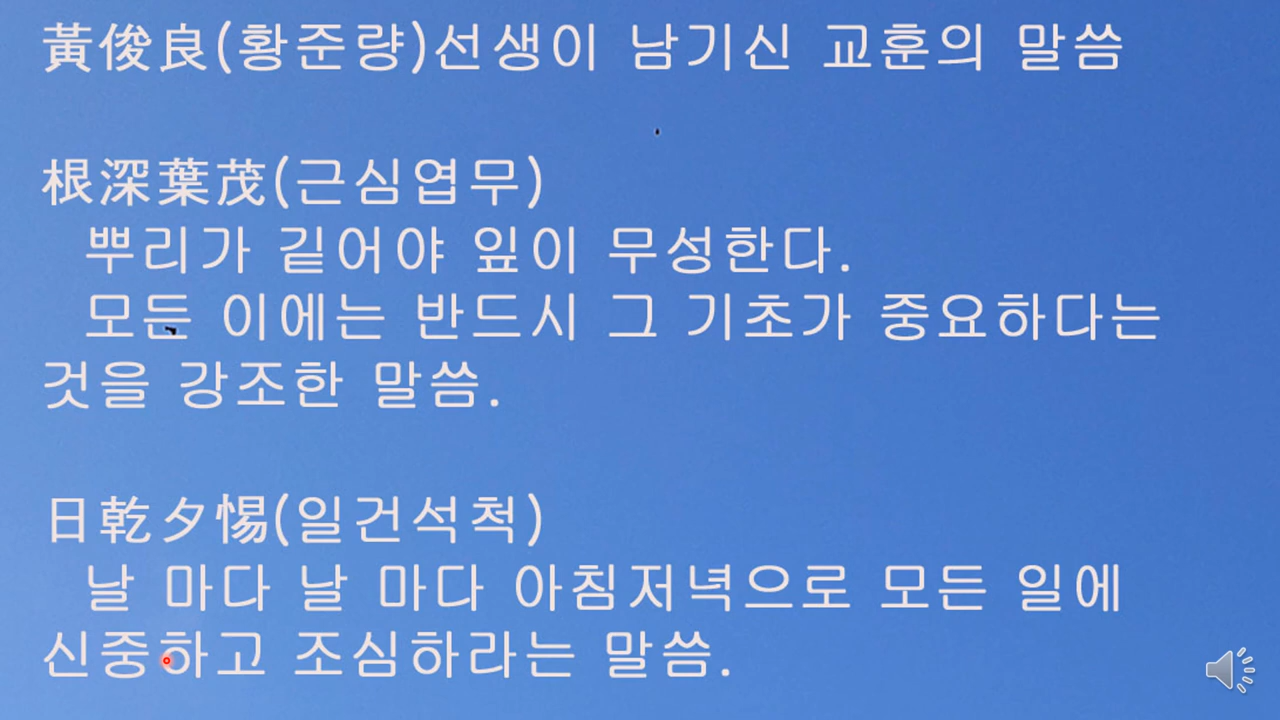 黃俊良(황준량)선생이 남기신 교훈의 말씀
根深葉茂(근심엽무)
뿌리가 깉어야 잎이 무성한다.
모든 이에는 반드시 그 기초가 중요하다는
것을 강조한 말씀.
日乾夕惕(일건석척)
날 마다 날 마다 아침저녁으로 모든 일에
신중하고 조심하라는 말씀.